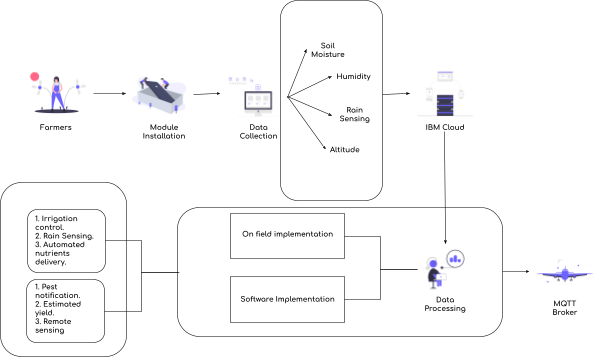 Soil
Moisture
Humidity
Rain
Sensing
Altitude
Farmers
Module
Installation
Data
Collection
IBM Cloud
1. Irrigation
control.
2. Rain Sensing.
3. Automated
nutrients
delivery.
1. Pest
notification.
2. Estimated
yield.
3. Remote
sensing
On field implementation
Software Implementation
Data
Processing
MQTT
Broker